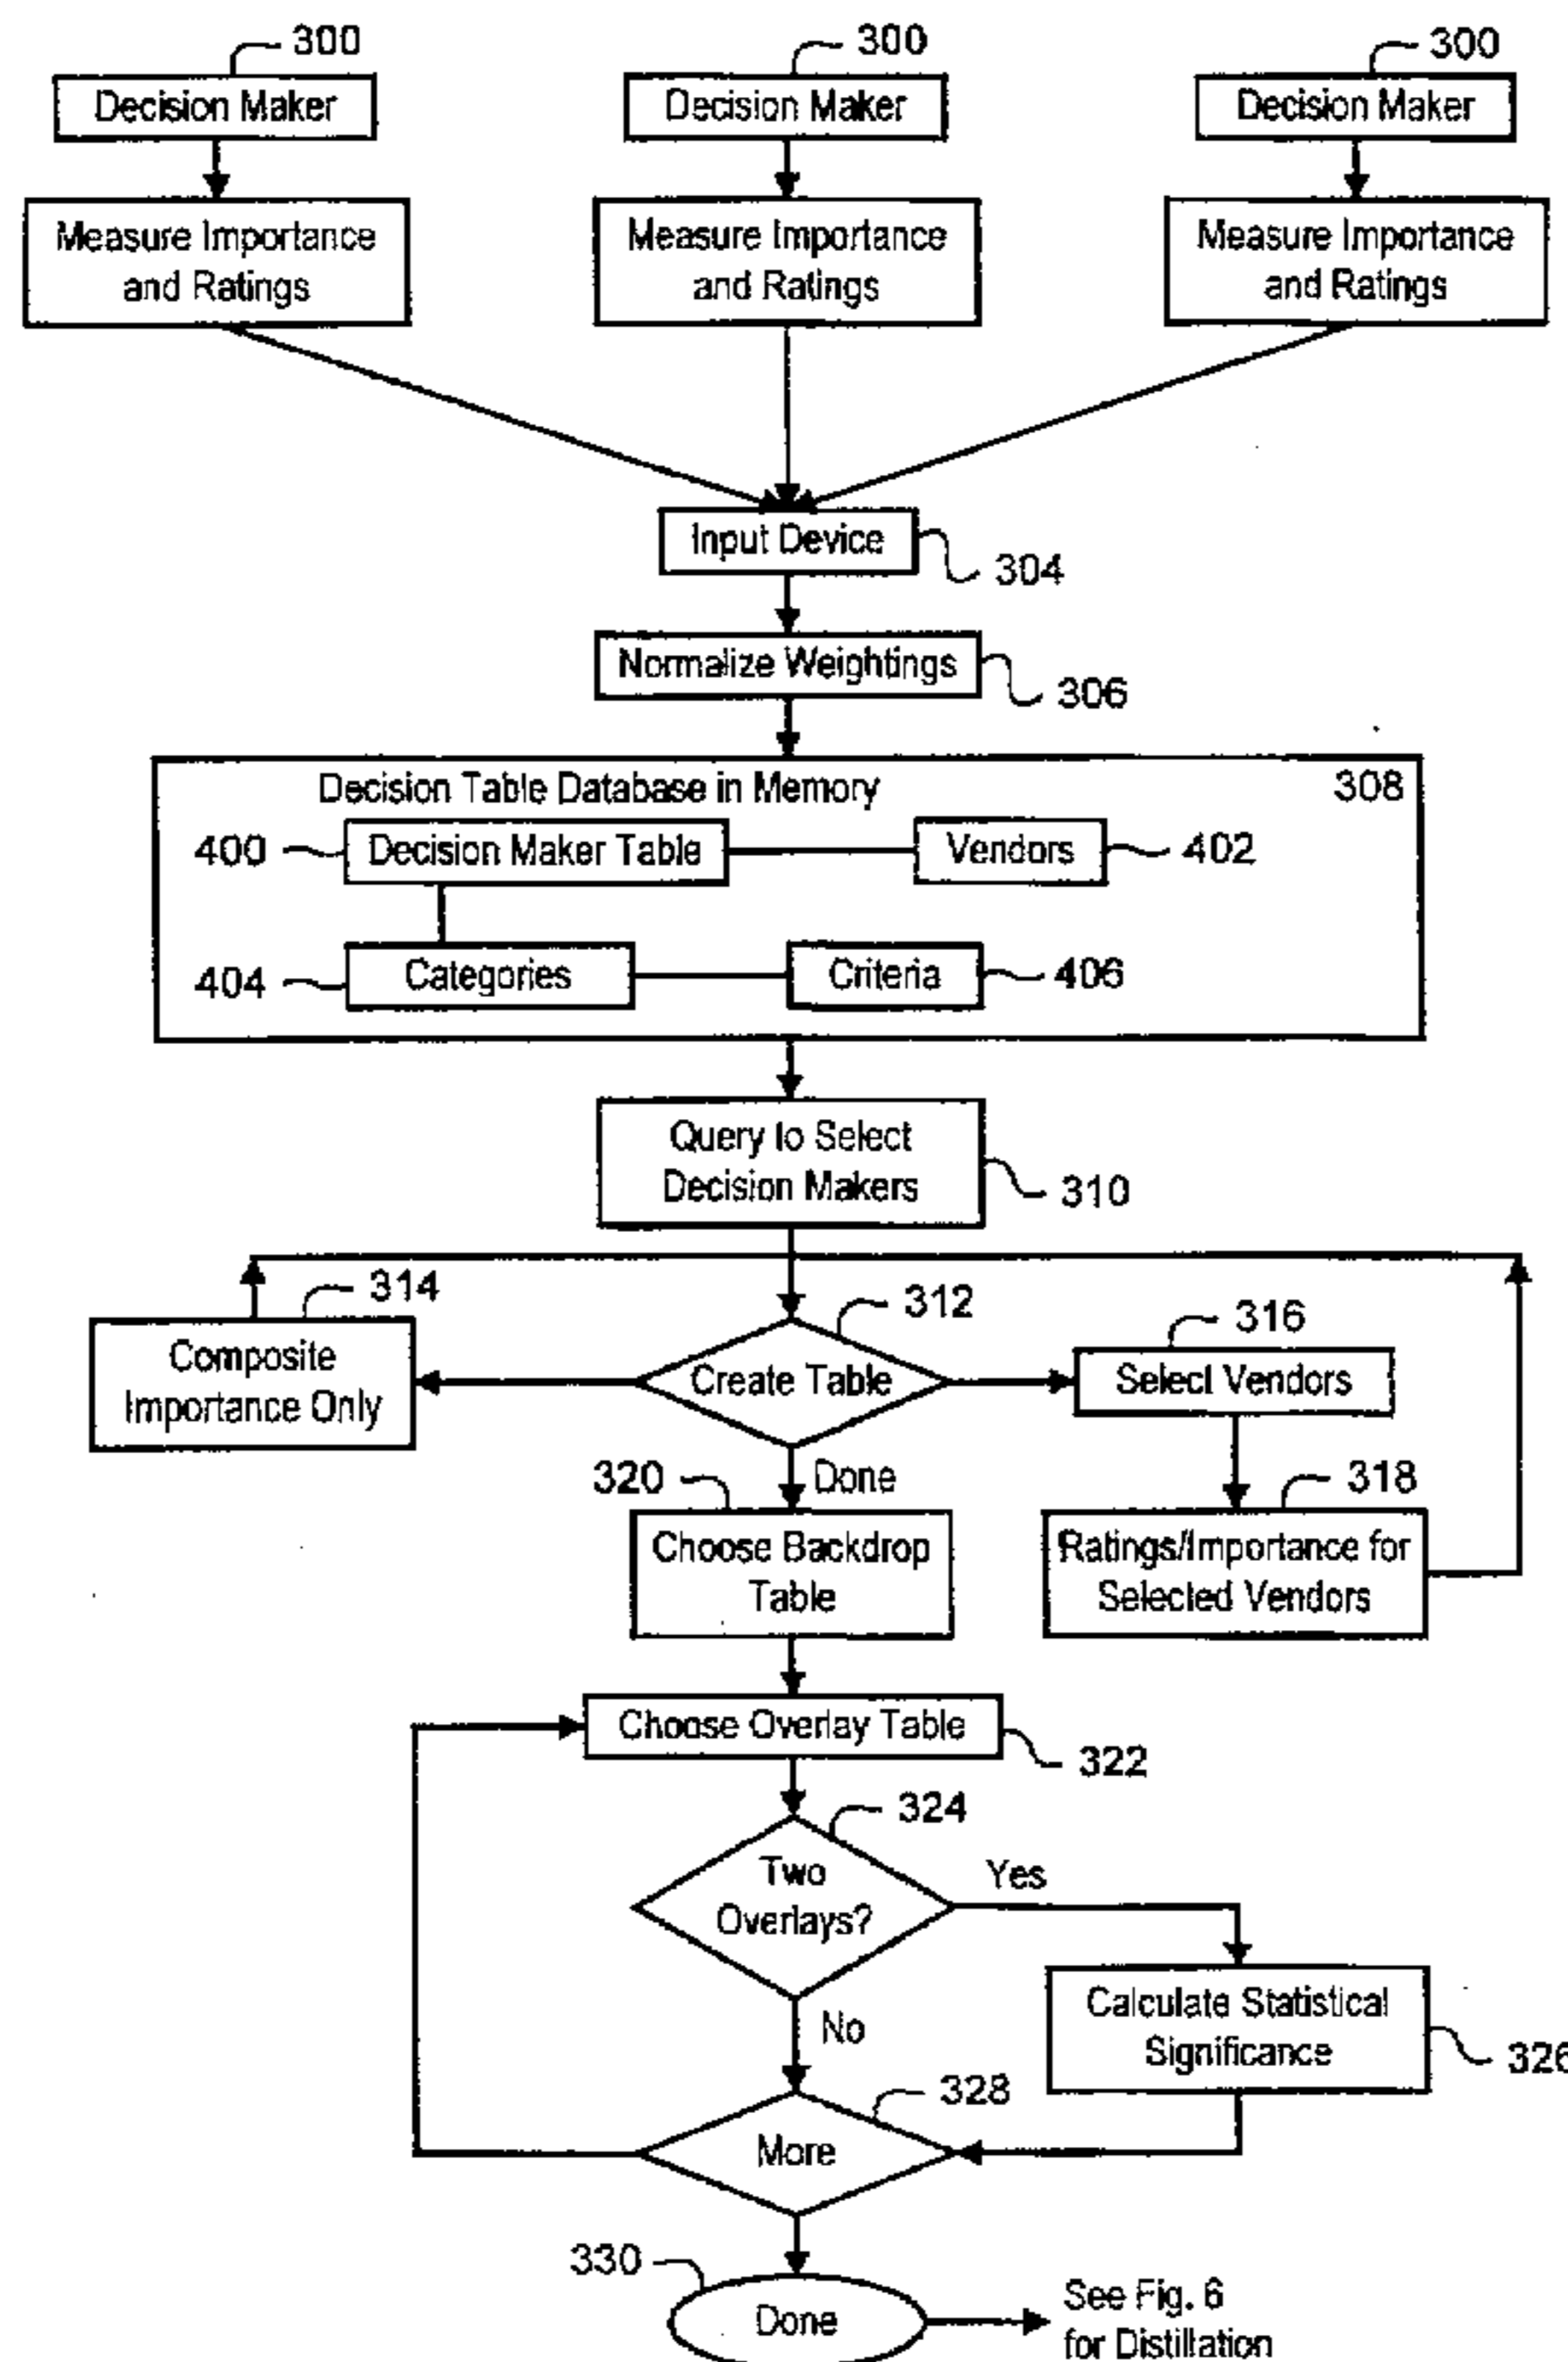 300
300
300
Decision Maker
Decision Maker
Decision Maker
Measure Importance
and Ratings
Measure Importance
and Ratings
Measure Importance
and Ratings
Input Device
304
Normalize Weightings
306
Decision Table Database in Memory
308
400
Decision Maker Table
Vendors
402
404
Categories
Criteria
406
Query to Select
Decision Makers
310
314
312
316
Composite
Importance Only
Create Table
Select Vendors
320
Done
318
Choose Backdrop
Table
Ratings/Importance for
Selected Vendors
Choose Overlay Table
322
324
Two
Overlays?
Yes
Calculate Statistical
Significance
326
No
328
More
330
Done
See Fig. 6
for Distillation